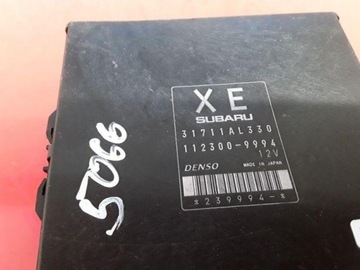 5066
XE
SUBARU
31711AL330
112300-9994
12V
DENSO MADE IN JAPAN
*239994-*